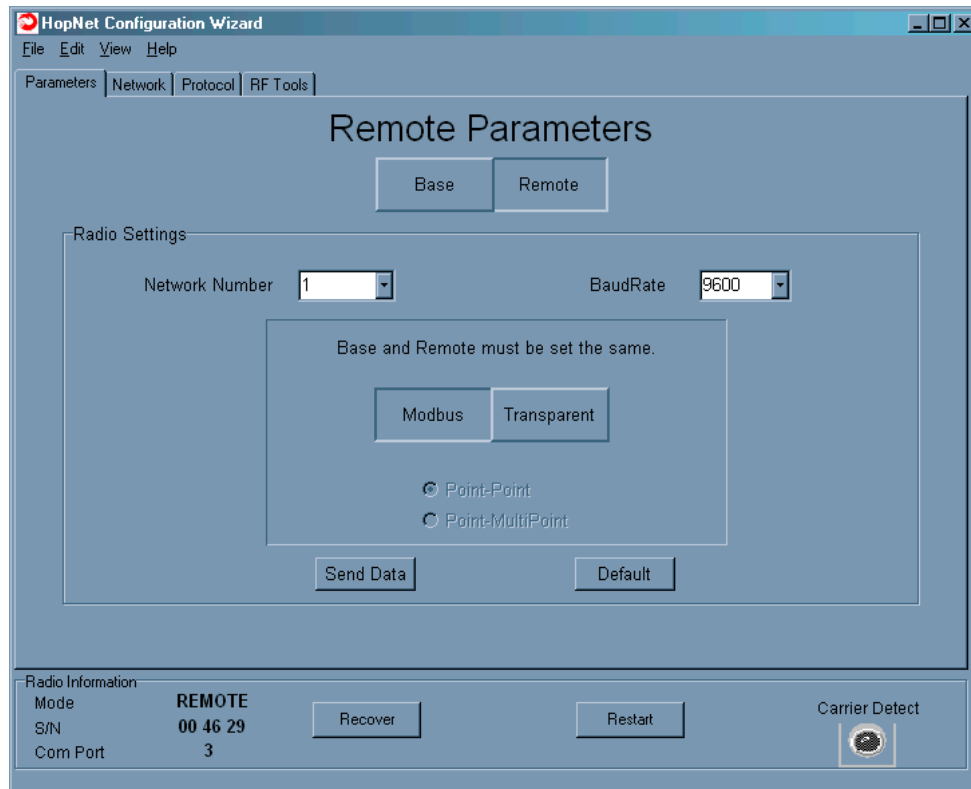 HopNet Configuration Wizard
File Edit View Help
Parameters Network Protocol RF Tools
Remote Parameters
Base Remote
Radio Settings
Network Number 1 BaudRate 9600
Base and Remote must be set the same.
Modbus Transparent
Point-Point
Point-MultiPoint
Send Data Default
Radio Information
Mode REMOTE
S/N 00 46 29
Com Port 3
Recover Restart
Carrier Detect